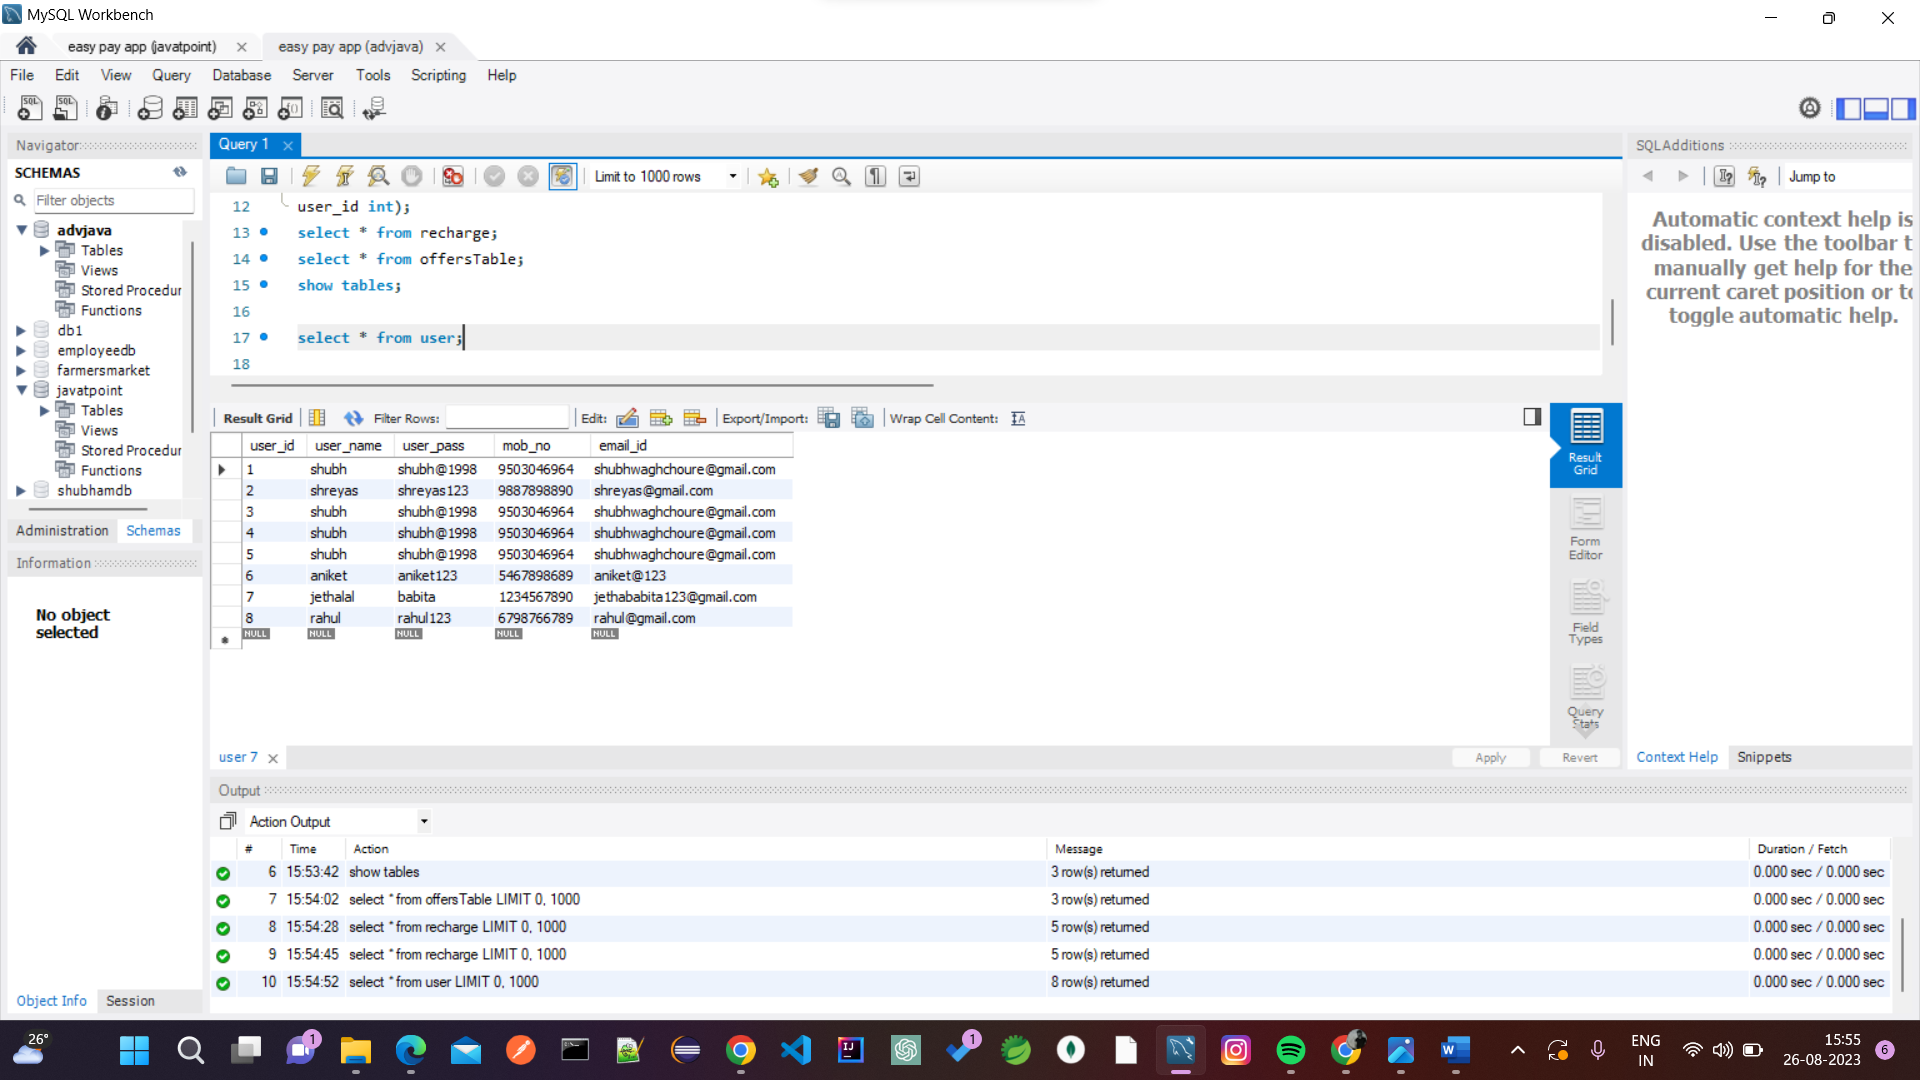 MySQL Workbench
easy pay app (javatpoint)
easy pay app (advjava)
File Edit View Query Database Server Tools Scripting Help
Navigator
SCHEMAS
Filter objects
advjava
Tables
Views
Stored Procedur
Functions
db1
employeedb
farmersmarket
javatpoint
Tables
Views
Stored Procedur
Functions
shubhamdb
Administration Schemas
Information
No object
selected
Object Info Session
Query 1
Limit to 1000 rows
12 user_id int);
13 select * from recharge;
14 select * from offersTable;
15 show tables;
16
17 select * from user;
18
Result Grid Filter Rows: Edit: Export/Import: Wrap Cell Content:
user_id user_name user_pass mob_no email_id
1 shubh shubh@1998 9503046964 shubhwaghchoure@gmail.com
2 shreyas shreyas123 9887898890 shreyas@gmail.com
3 shubh shubh@1998 9503046964 shubhwaghchoure@gmail.com
4 shubh shubh@1998 9503046964 shubhwaghchoure@gmail.com
5 shubh shubh@1998 9503046964 shubhwaghchoure@gmail.com
6 aniket aniket123 5467898689 aniket@123
7 jethalal babita 1234567890 jethababita123@gmail.com
8 rahul rahul123 6798766789 rahul@gmail.com
NULL NULL NULL NULL NULL
Result
Grid
Form
Editor
Field
Types
Query
Stats
user 7
Apply Revert
SQLAdditions
Jump to
Automatic context help is
disabled. Use the toolbar t
manually get help for the
current caret position or to
toggle automatic help.
Context Help Snippets
Output
Action Output
# Time Action Message Duration / Fetch
6 15:53:42 show tables 3 row(s) returned 0.000 sec / 0.000 sec
7 15:54:02 select * from offersTable LIMIT 0, 1000 3 row(s) returned 0.000 sec / 0.000 sec
8 15:54:28 select * from recharge LIMIT 0, 1000 5 row(s) returned 0.000 sec / 0.000 sec
9 15:54:45 select * from recharge LIMIT 0, 1000 5 row(s) returned 0.000 sec / 0.000 sec
10 15:54:52 select * from user LIMIT 0, 1000 8 row(s) returned 0.000 sec / 0.000 sec
26°
1
1
ENG
IN
15:55
26-08-2023
6